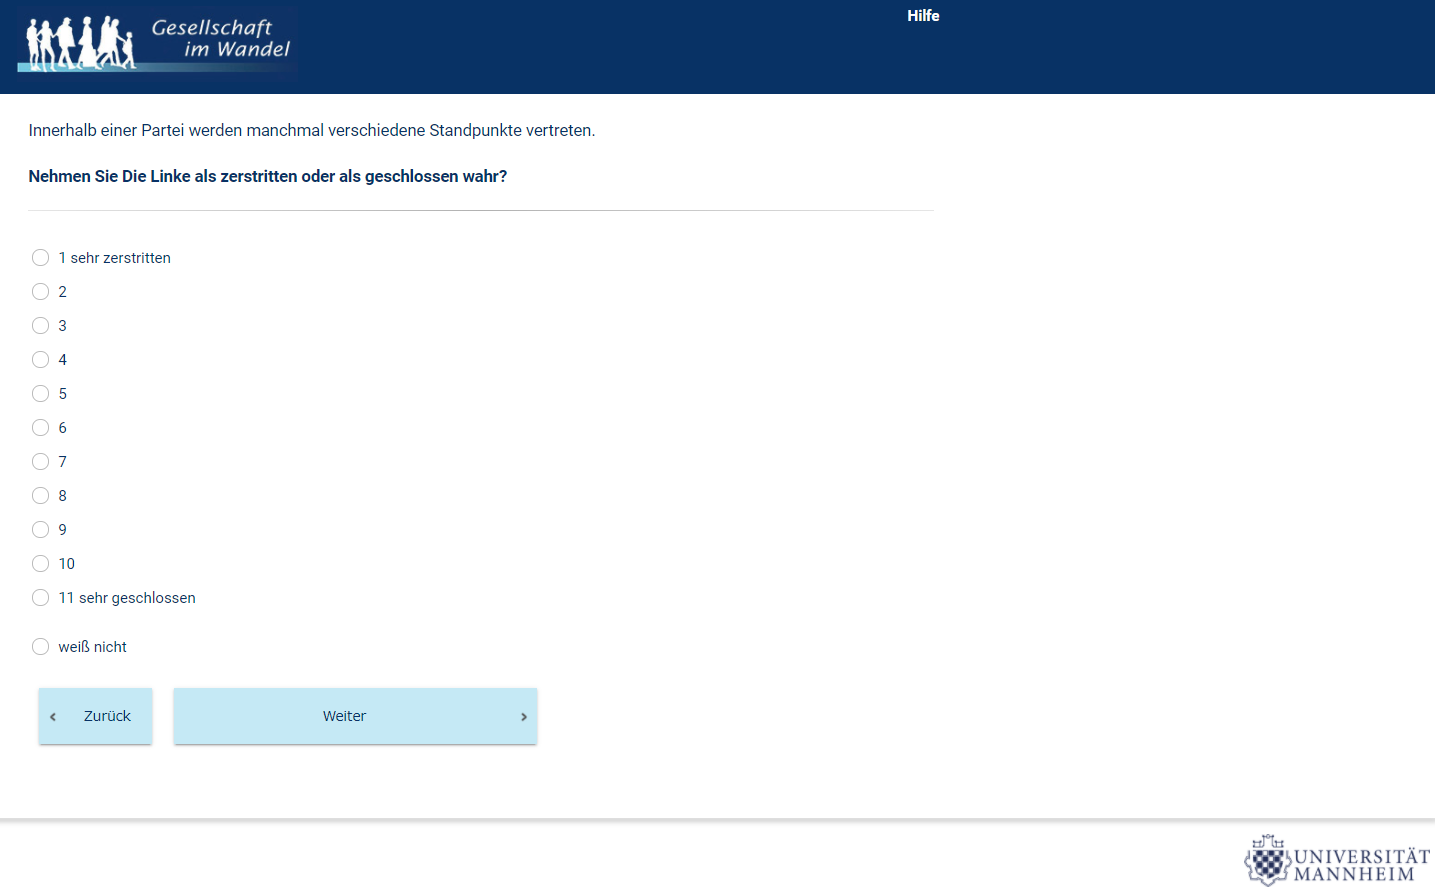 Gesellschaft
im Wandel
Hilfe
Innerhalb einer Partei werden manchmal verschiedene Standpunkte vertreten.
Nehmen Sie Die Linke als zerstritten oder als geschlossen wahr?
1 sehr zerstritten
2
3
4
5
6
7
8
9
10
11 sehr geschlossen
weiß nicht
‹ Zurück
Weiter ›
UNIVERSITÄT
MANNHEIM